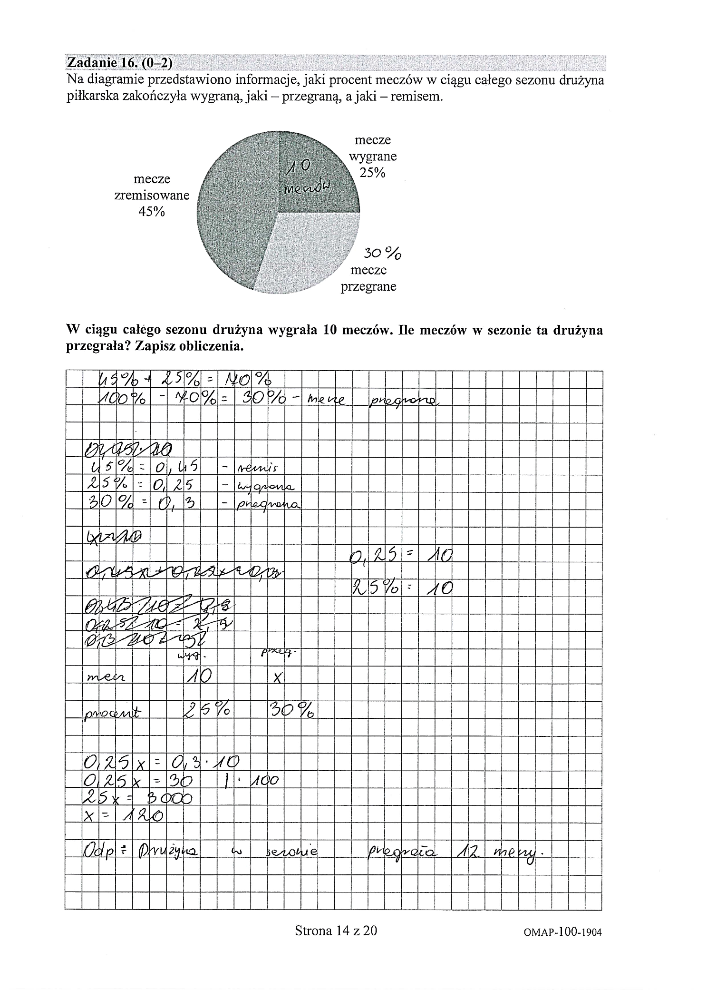 Zadanie 16. (0–2)
Na diagramie przedstawiono informacje, jaki procent meczów w ciągu całego sezonu drużyna
piłkarska zakończyła wygraną, jaki – przegraną, a jaki – remisem.
mecze
wygrane
25%
10
meczów
mecze
zremisowane
45%
30%
mecze
przegrane
W ciągu całego sezonu drużyna wygrała 10 meczów. Ile meczów w sezonie ta drużyna
przegrała? Zapisz obliczenia.
45% + 25% = 70%
100% - 70% = 30% - mecze przegrane
45% = 0,45 - remis
25% = 0,25 - wygrana
30% = 0,3 - przegrana
0,25 = 10
25% = 10
wyg. przeg.
mecz 10 x
procent 25% 30%
0,25x = 0,3 · 10
0,25x = 30 | · 100
25x = 3000
x = 120
Odp: Drużyna w sezonie przegrała 12 meczy.
Strona 14 z 20
OMAP-100-1904